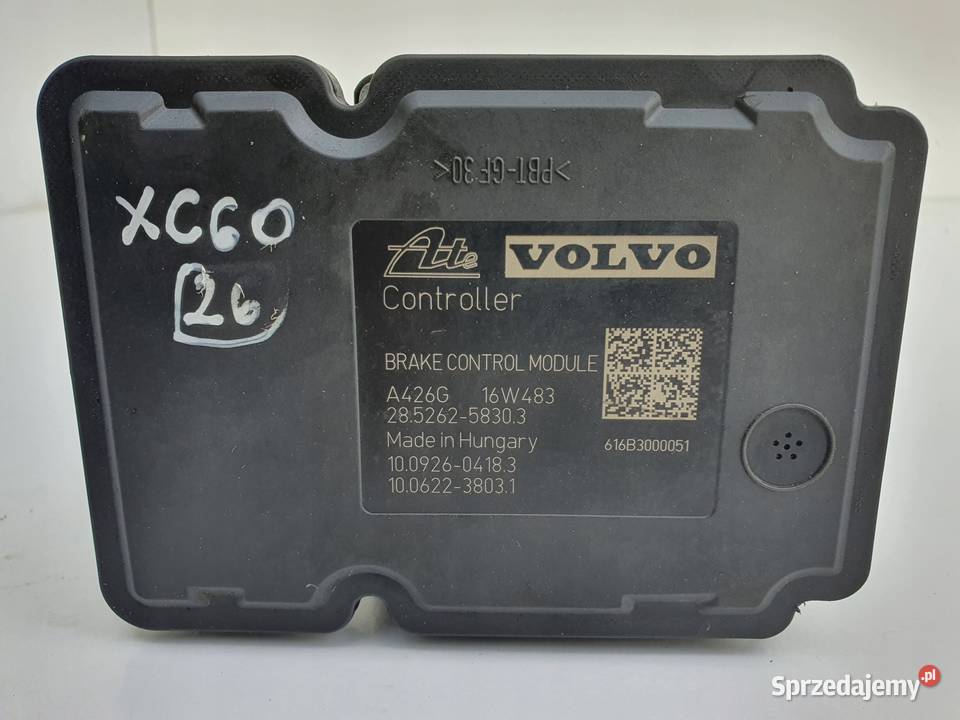 >PBT-GF30<
XC60
26
Ate VOLVO
Controller
BRAKE CONTROL MODULE
A426G 16W483
28.5262-5830.3
Made in Hungary
616B3000051
10.0926-0418.3
10.0622-3803.1
Sprzedajemy.pl